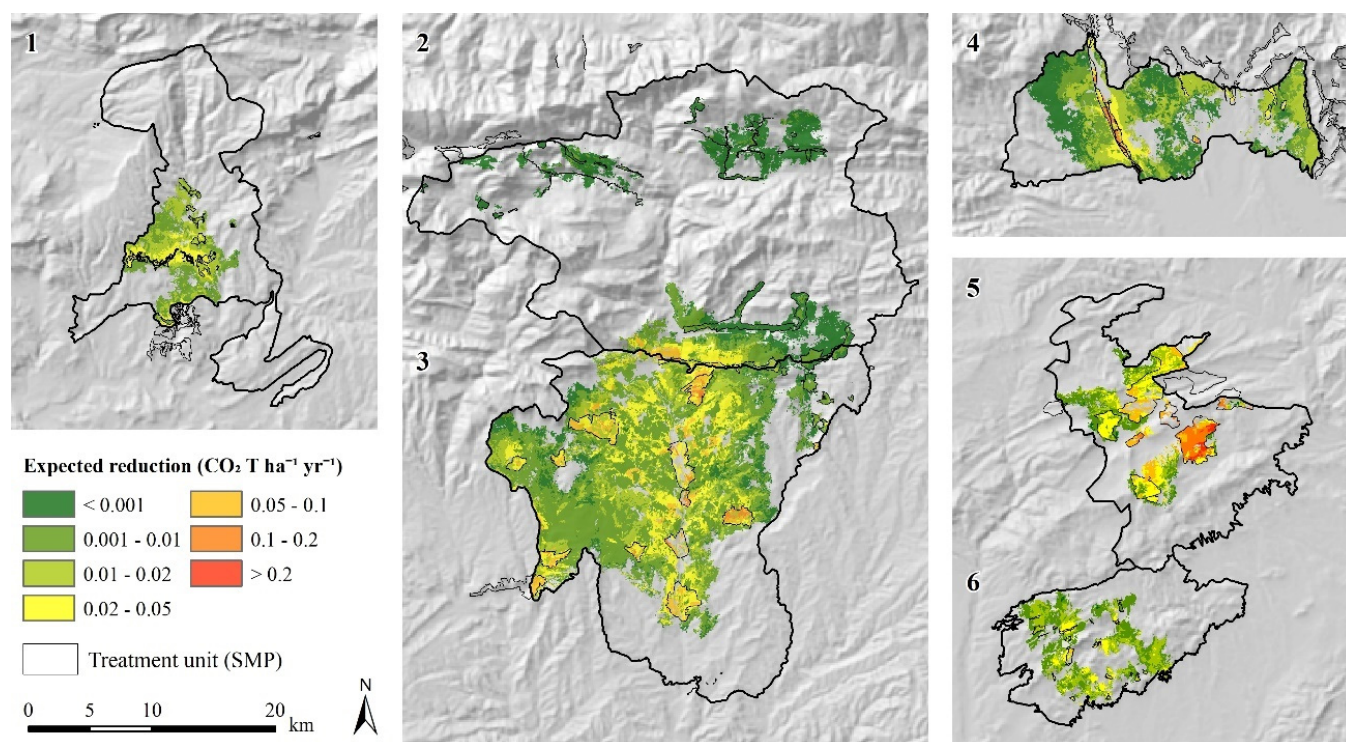 1
2
3
4
5
6
Expected reduction (CO₂ T ha⁻¹ yr⁻¹)
< 0.001
0.001 - 0.01
0.01 - 0.02
0.02 - 0.05
0.05 - 0.1
0.1 - 0.2
> 0.2
Treatment unit (SMP)
0 5 10 20 km
N